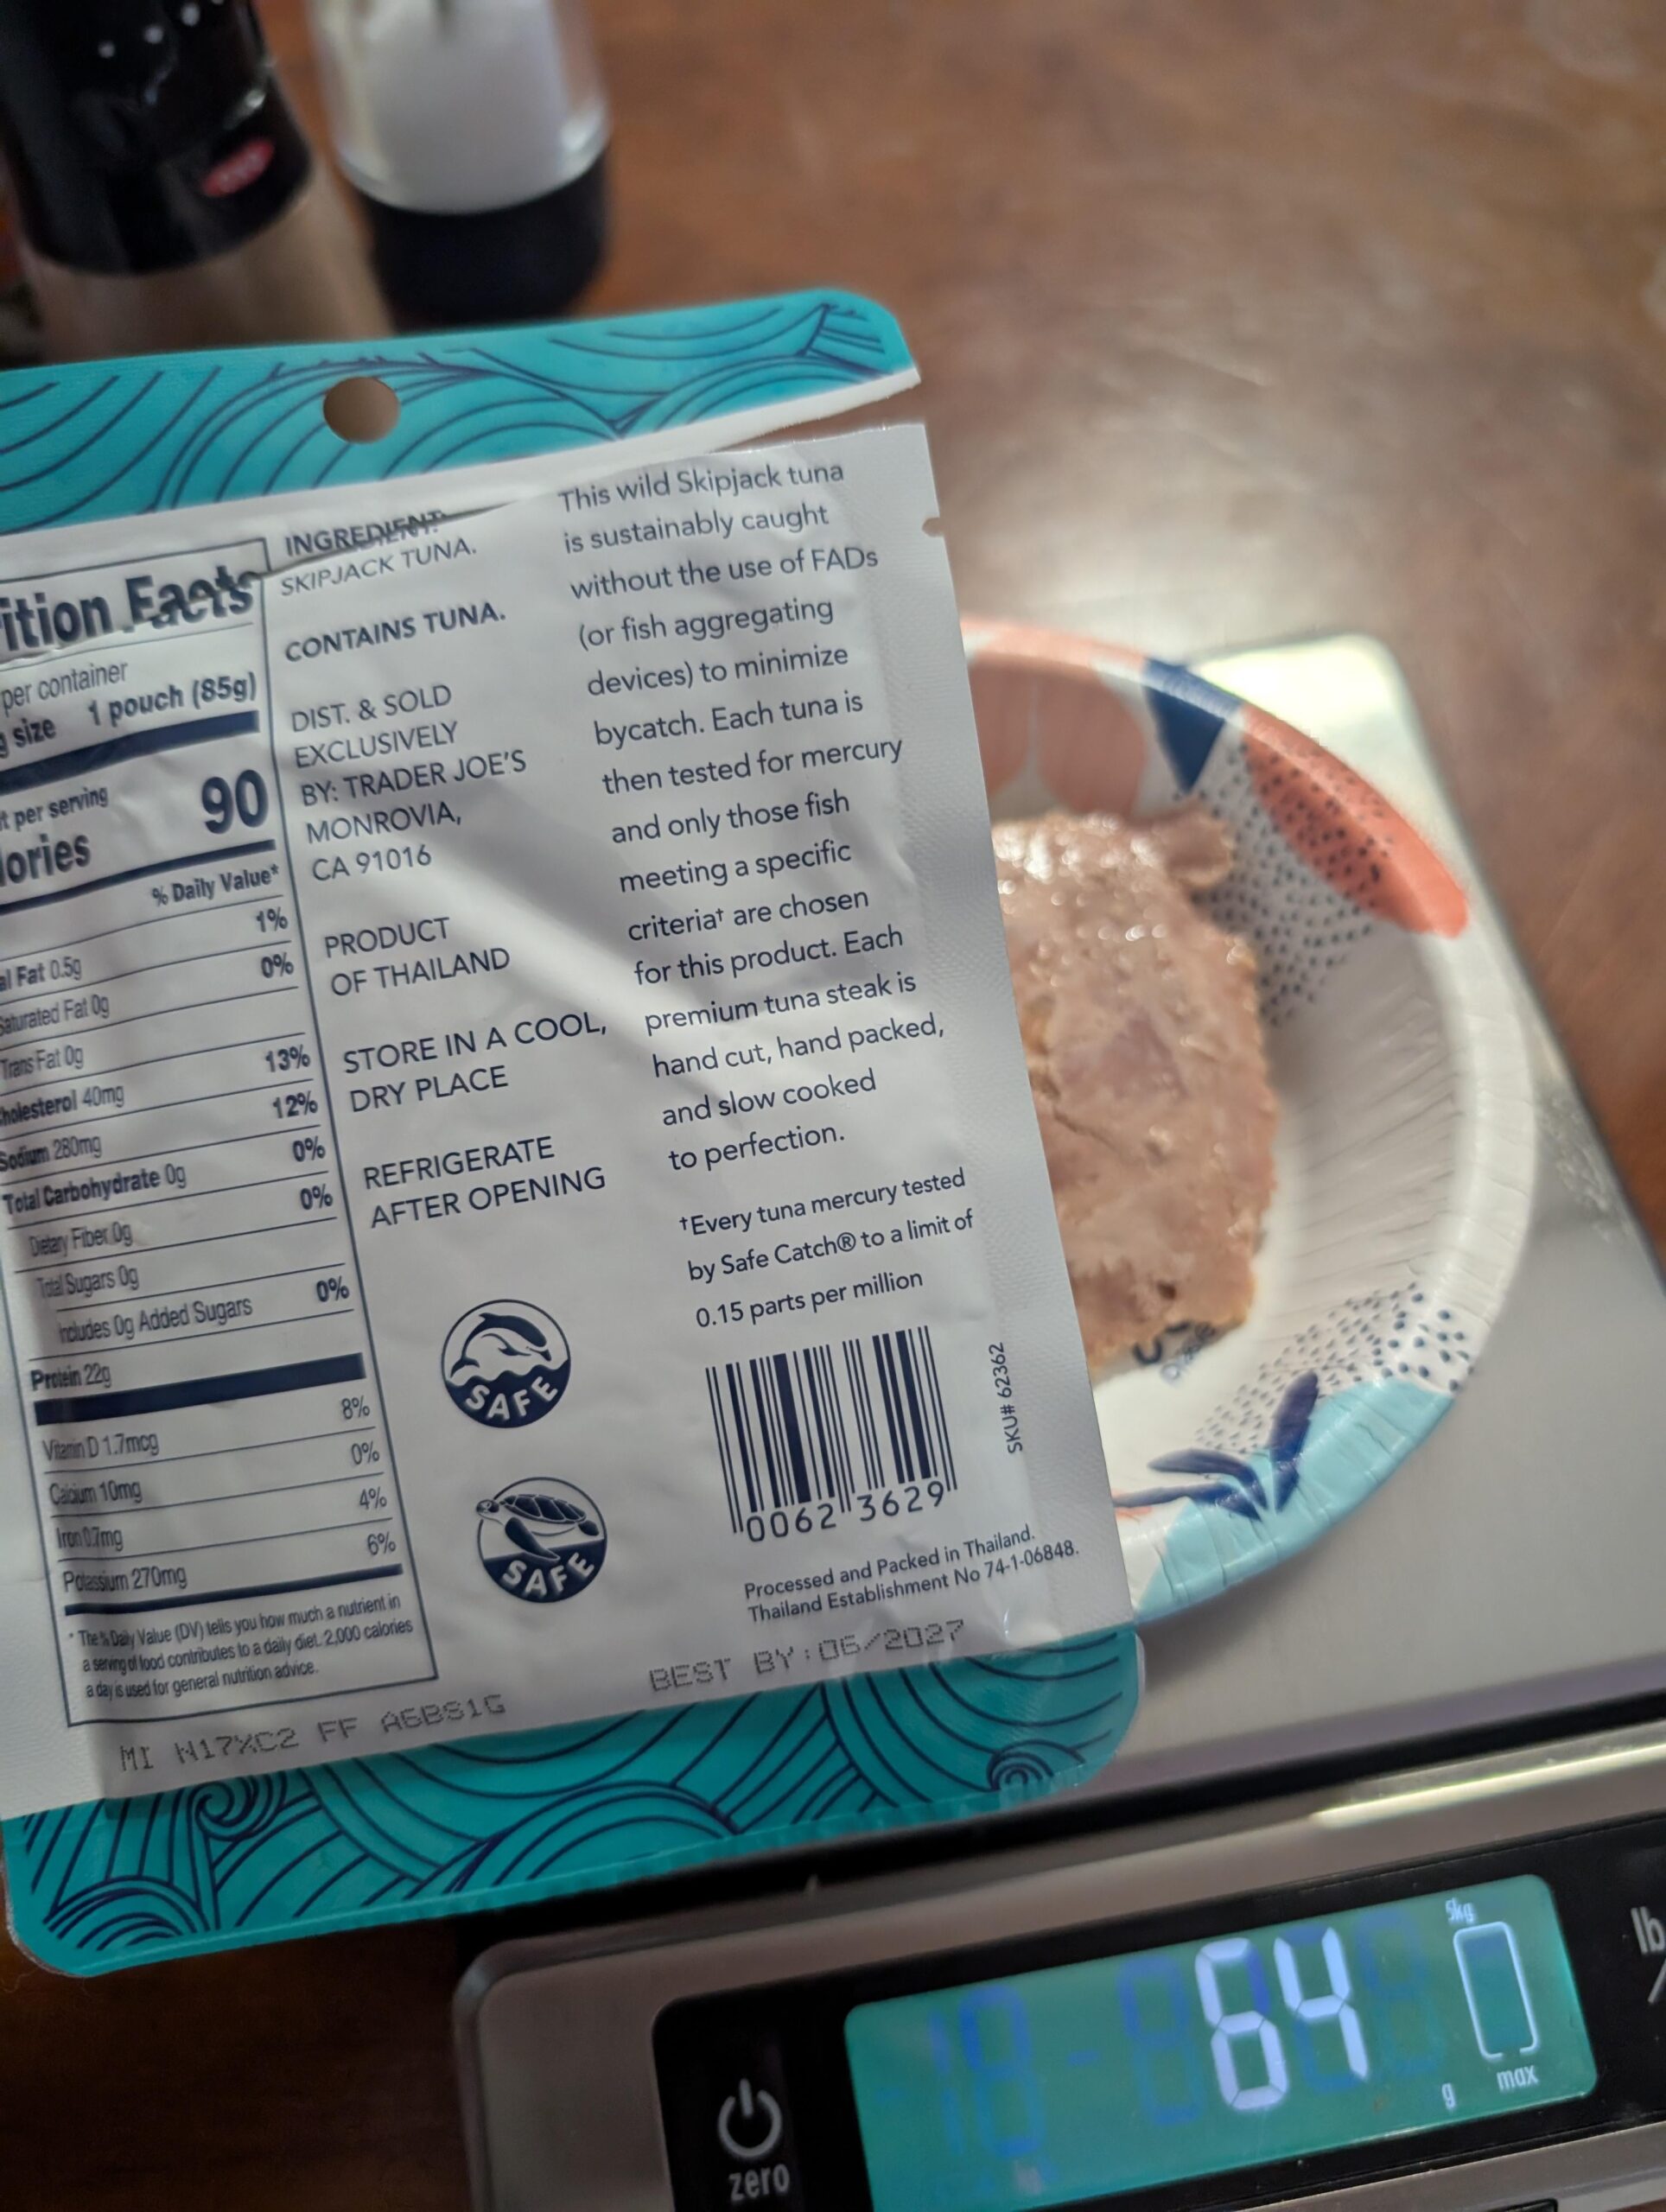 ition Facts
per container
size 1 pouch (85g)
per serving
lories 90
% Daily Value*
al Fat 0.5g 1%
Saturated Fat 0g 0%
Trans Fat 0g
holesterol 40mg 13%
Sodium 280mg 12%
Total Carbohydrate 0g 0%
Dietary Fiber 0g 0%
Total Sugars 0g
Includes 0g Added Sugars 0%
Protein 22g
Vitamin D 1.7mcg 8%
Calcium 10mg 0%
Iron 0.7mg 4%
Potassium 270mg 6%
* The % Daily Value (DV) tells you how much a nutrient in
a serving of food contributes to a daily diet. 2,000 calories
a day is used for general nutrition advice.
INGREDIENT:
SKIPJACK TUNA.
CONTAINS TUNA.
DIST. & SOLD
EXCLUSIVELY
BY: TRADER JOE'S
MONROVIA,
CA 91016
PRODUCT
OF THAILAND
STORE IN A COOL,
DRY PLACE
REFRIGERATE
AFTER OPENING
SAFE
SAFE
This wild Skipjack tuna
is sustainably caught
without the use of FADs
(or fish aggregating
devices) to minimize
bycatch. Each tuna is
then tested for mercury
and only those fish
meeting a specific
criteria† are chosen
for this product. Each
premium tuna steak is
hand cut, hand packed,
and slow cooked
to perfection.
†Every tuna mercury tested
by Safe Catch® to a limit of
0.15 parts per million
SKU# 62362
0062 3629
Processed and Packed in Thailand.
Thailand Establishment No 74-1-06848.
BEST BY:06/2027
MI FF
64
g
5kg
max
lb
zero